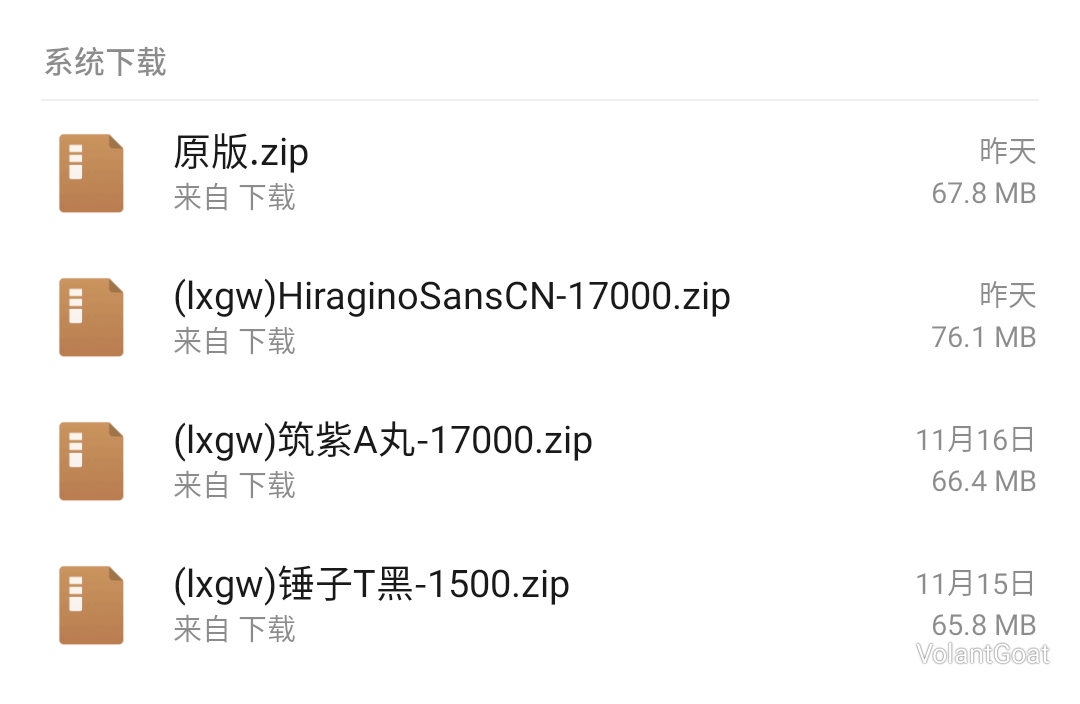 系统下载
原版.zip
昨天
来自 下载
67.8 MB
(lxgw)HiraginoSansCN-17000.zip
昨天
来自 下载
76.1 MB
(lxgw)筑紫A丸-17000.zip
11月16日
来自 下载
66.4 MB
(lxgw)锤子T黑-1500.zip
11月15日
来自 下载
65.8 MB
VolantGoat